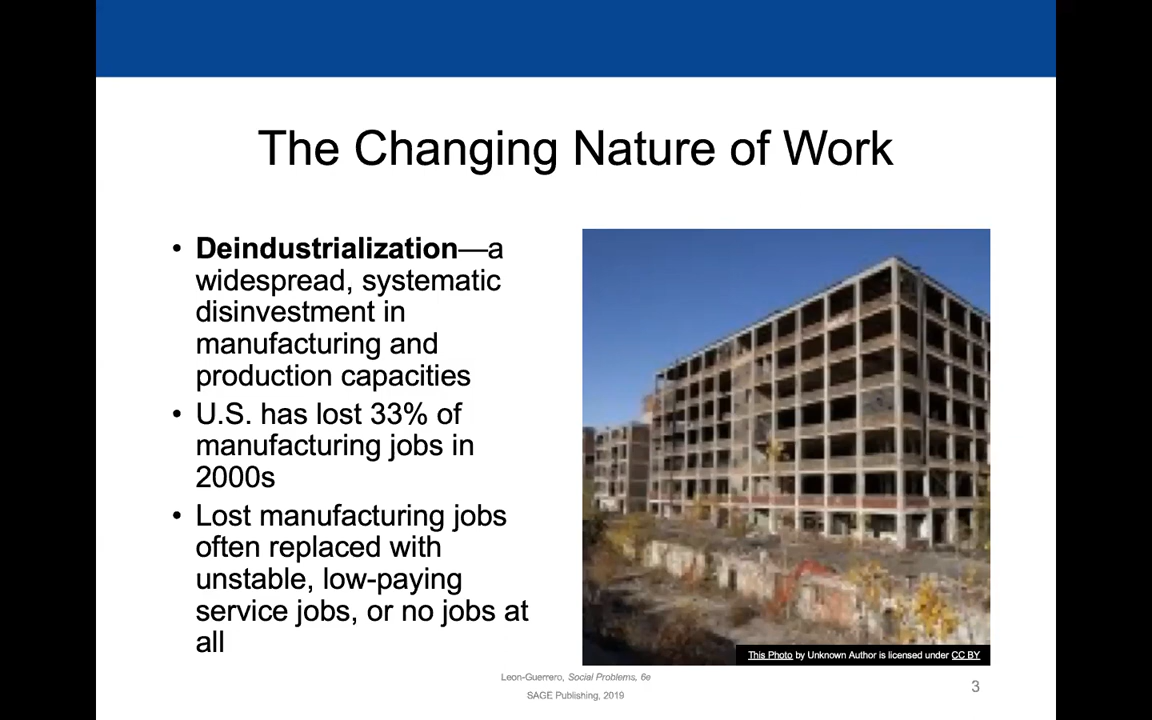 The Changing Nature of Work
• Deindustrialization—a
widespread, systematic
disinvestment in
manufacturing and
production capacities
• U.S. has lost 33% of
manufacturing jobs in
2000s
• Lost manufacturing jobs
often replaced with
unstable, low-paying
service jobs, or no jobs at
all
This Photo by Unknown Author is licensed under CC BY
Leon-Guerrero, Social Problems, 6e
SAGE Publishing, 2019
3